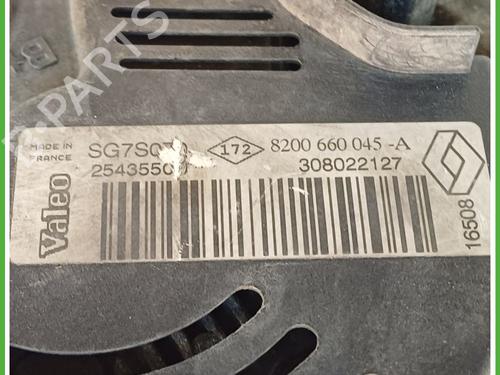 MADE IN
FRANCE
Valeo
172
8200 660 045 -A
308022127
16508